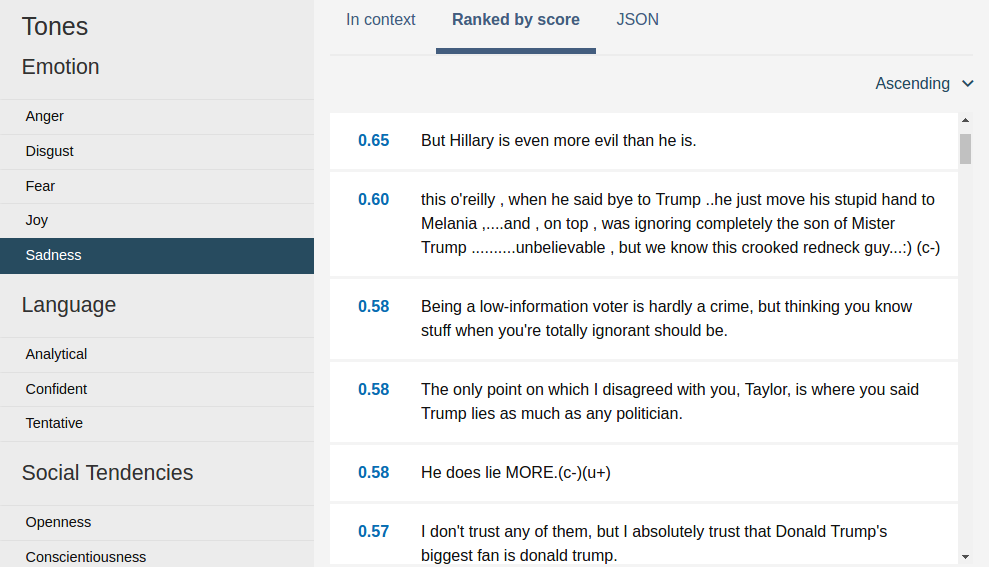 Tones
Emotion
Anger
Disgust
Fear
Joy
Sadness
Language
Analytical
Confident
Tentative
Social Tendencies
Openness
Conscientiousness
In context
Ranked by score
JSON
Ascending
0.65 But Hillary is even more evil than he is.
0.60 this o'reilly , when he said bye to Trump ..he just move his stupid hand to
Melania ,....and , on top , was ignoring completely the son of Mister
Trump ..........unbelievable , but we know this crooked redneck guy...:) (c-)
0.58 Being a low-information voter is hardly a crime, but thinking you know
stuff when you're totally ignorant should be.
0.58 The only point on which I disagreed with you, Taylor, is where you said
Trump lies as much as any politician.
0.58 He does lie MORE.(c-)(u+)
0.57 I don't trust any of them, but I absolutely trust that Donald Trump's
biggest fan is donald trump.